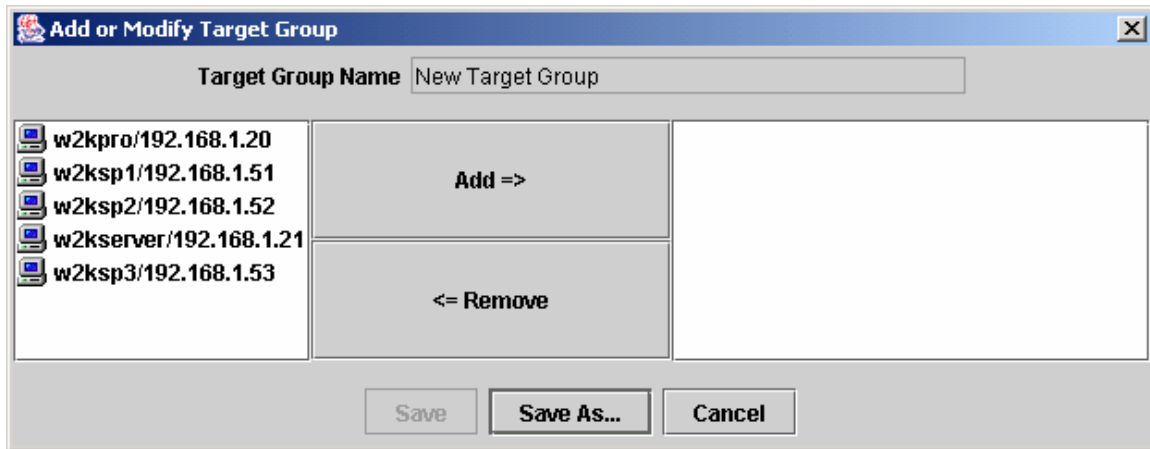 Add or Modify Target Group
Target Group Name New Target Group
w2kpro/192.168.1.20
w2ksp1/192.168.1.51
w2ksp2/192.168.1.52
w2kserver/192.168.1.21
w2ksp3/192.168.1.53
Add =>
<= Remove
Save Save As... Cancel